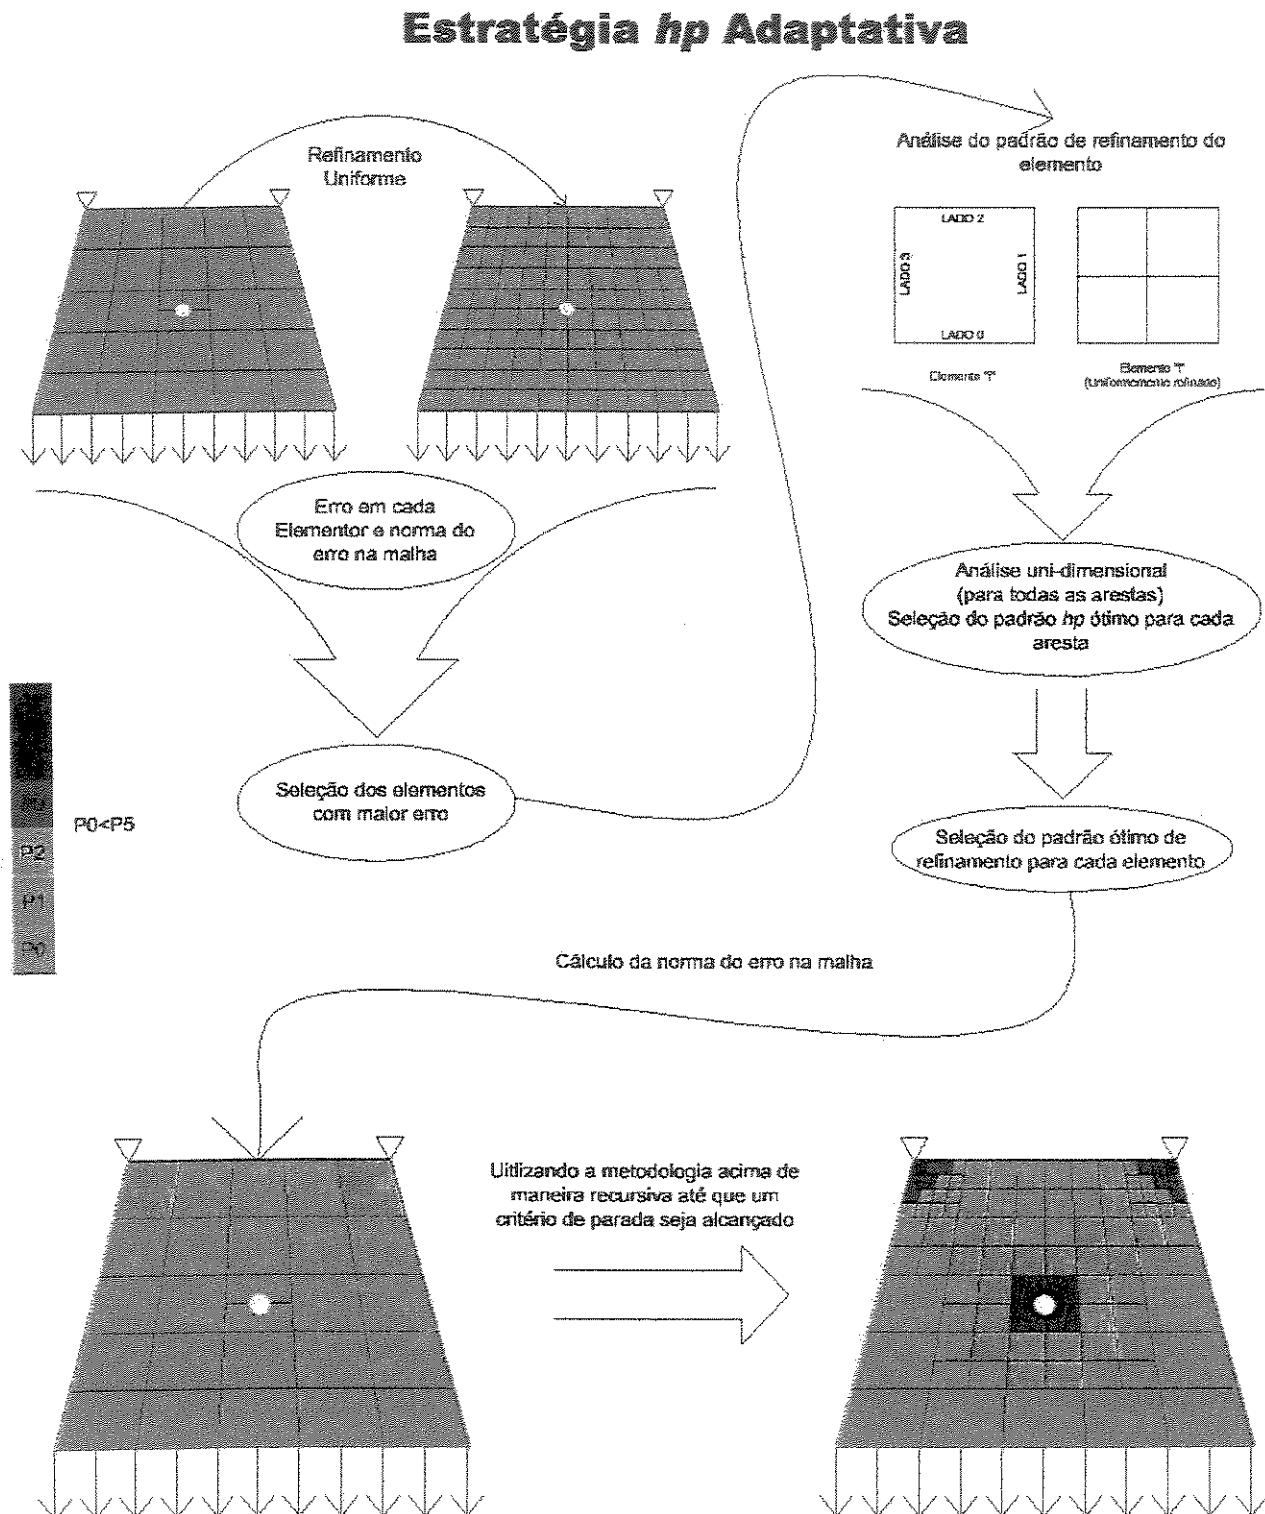 Estratégia hp Adaptativa
Refinamento
Uniforme
Análise do padrão de refinamento do
elemento
LADO 2
LADO 3
LADO 1
LADO 0
Elemento "I"
Elemento "I"
(Uniformemente refinado)
Erro em cada
Elementor e norma do
erro na malha
Análise uni-dimensional
(para todas as arestas)
Seleção do padrão hp ótimo para cada
aresta
Seleção dos elementos
com maior erro
P0<P5
P2
P1
P0
Seleção do padrão ótimo de
refinamento para cada elemento
Cálculo da norma do erro na malha
Uitlizando a metodologia acima de
maneira recursiva até que um
critério de parada seja alcançado